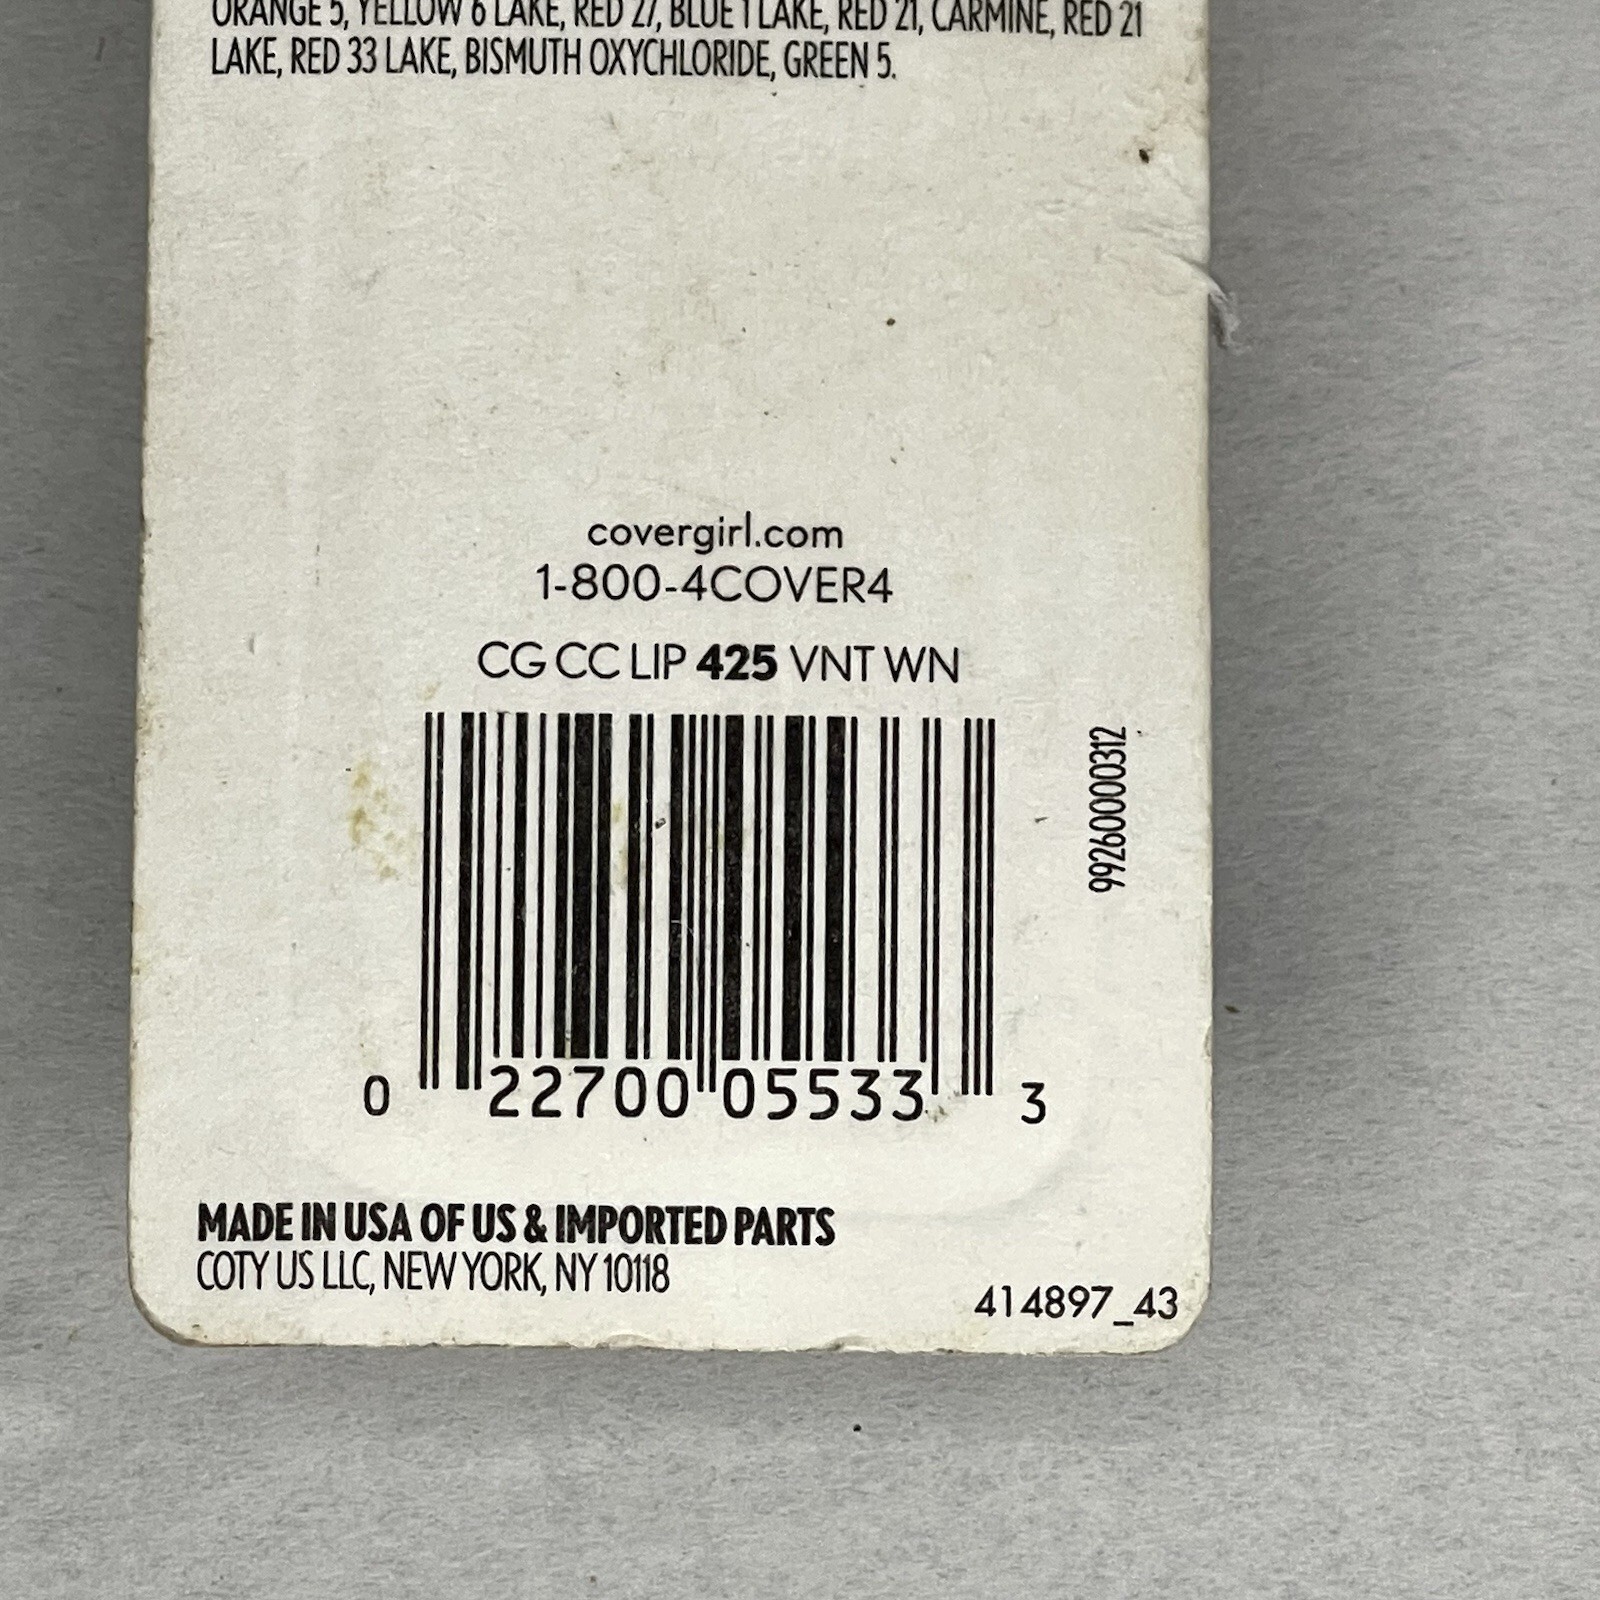 ORANGE 5, YELLOW 6 LAKE, RED 27, BLUE 1 LAKE, RED 21, CARMINE, RED 21
LAKE, RED 33 LAKE, BISMUTH OXYCHLORIDE, GREEN 5.
covergirl.com
1-800-4COVER4
CG CC LIP 425 VNT WN
99260000312
0 22700 05533 3
MADE IN USA OF US & IMPORTED PARTS
COTY US LLC, NEW YORK, NY 10118
414897_43